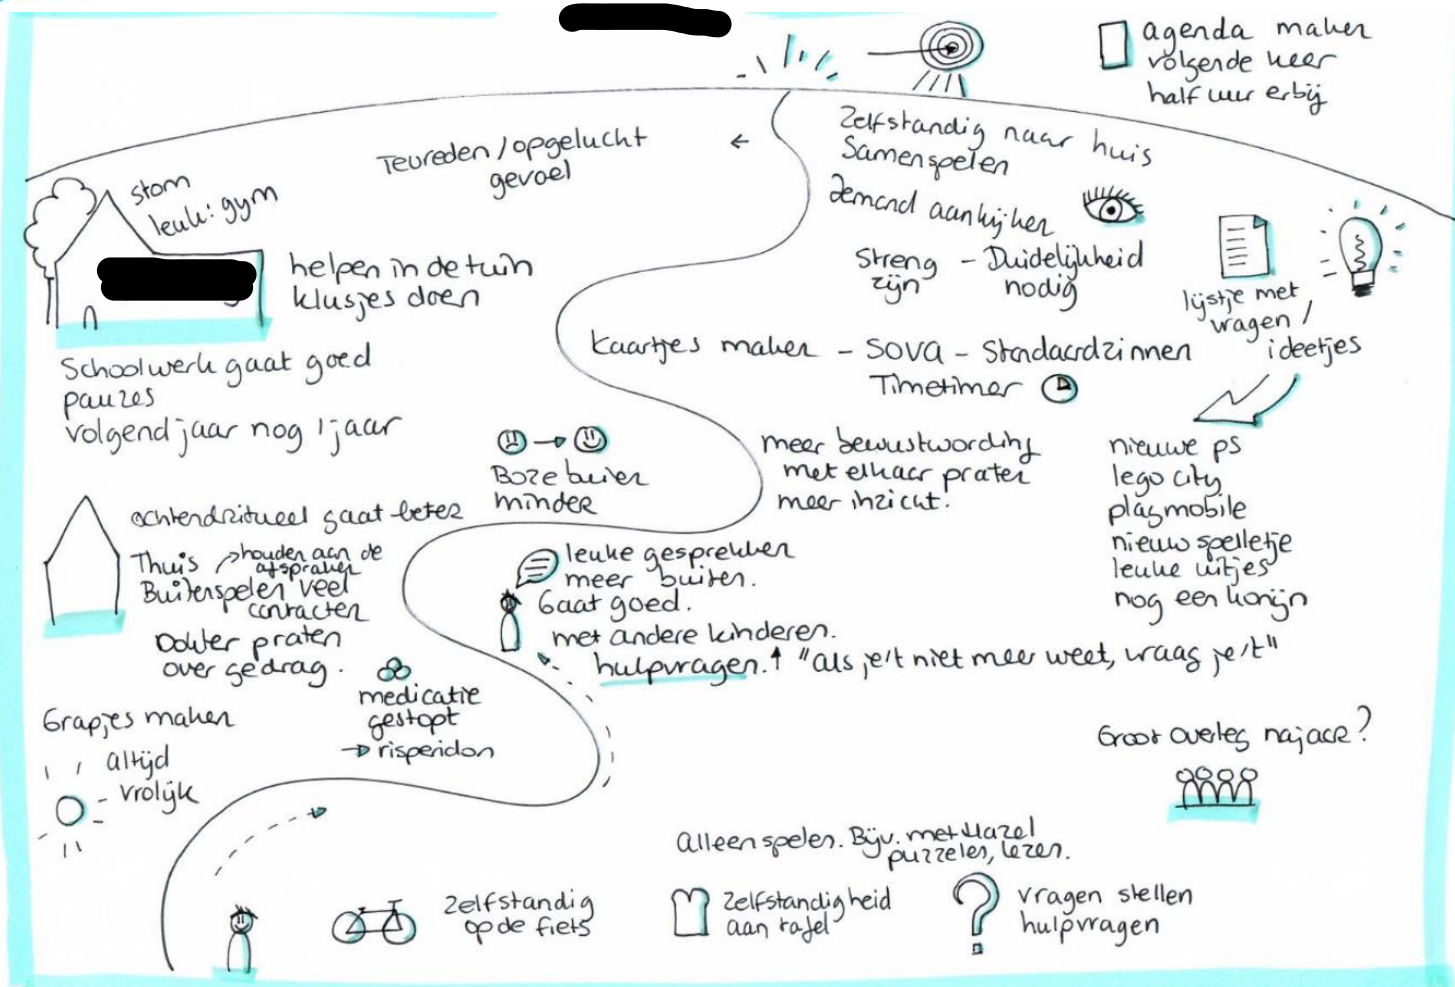 agenda maken
volgende keer
half uur erbij
Zelfstandig naar huis
Samenspelen
Tevreden / opgelucht
gevoel
←
Iemand aankijken
Streng
zijn
- Duidelijkheid
nodig
stom
leuk: gym
helpen in de tuin
klusjes doen
lijstje met
vragen /
ideetjes
Kaartjes maken - SOVA - Standaardzinnen
Timetimer
Schoolwerk gaat goed
pauzes
volgend jaar nog 1 jaar
Boze buien
minder
meer bewustwording
met elkaar praten
meer inzicht!
nieuwe ps
lego city
playmobile
nieuw spelletje
leuke uitjes
nog een konijn
ochtendritueel gaat beter
Thuis
houden aan de
afspraken
Buitenspelen veel
contacten
Dokter praten
over gedrag.
leuke gesprekken
meer buiten.
Gaat goed.
met andere kinderen.
hulpvragen.↑ "als je 't niet meer weet, vraag je 't"
medicatie
gestopt
→ risperidon
Grapjes maken
altijd
vrolijk
Groot overleg najaar?
Alleen spelen. Bijv. met Hazel
puzzelen, lezen.
Zelfstandig
op de fiets
Zelfstandigheid
aan tafel
?
vragen stellen
hulpvragen